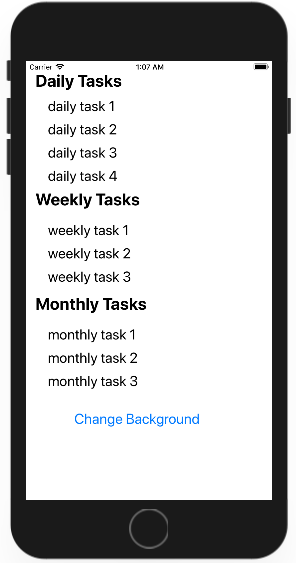 Carrier 1:07 AM
Daily Tasks
daily task 1
daily task 2
daily task 3
daily task 4
Weekly Tasks
weekly task 1
weekly task 2
weekly task 3
Monthly Tasks
monthly task 1
monthly task 2
monthly task 3
Change Background